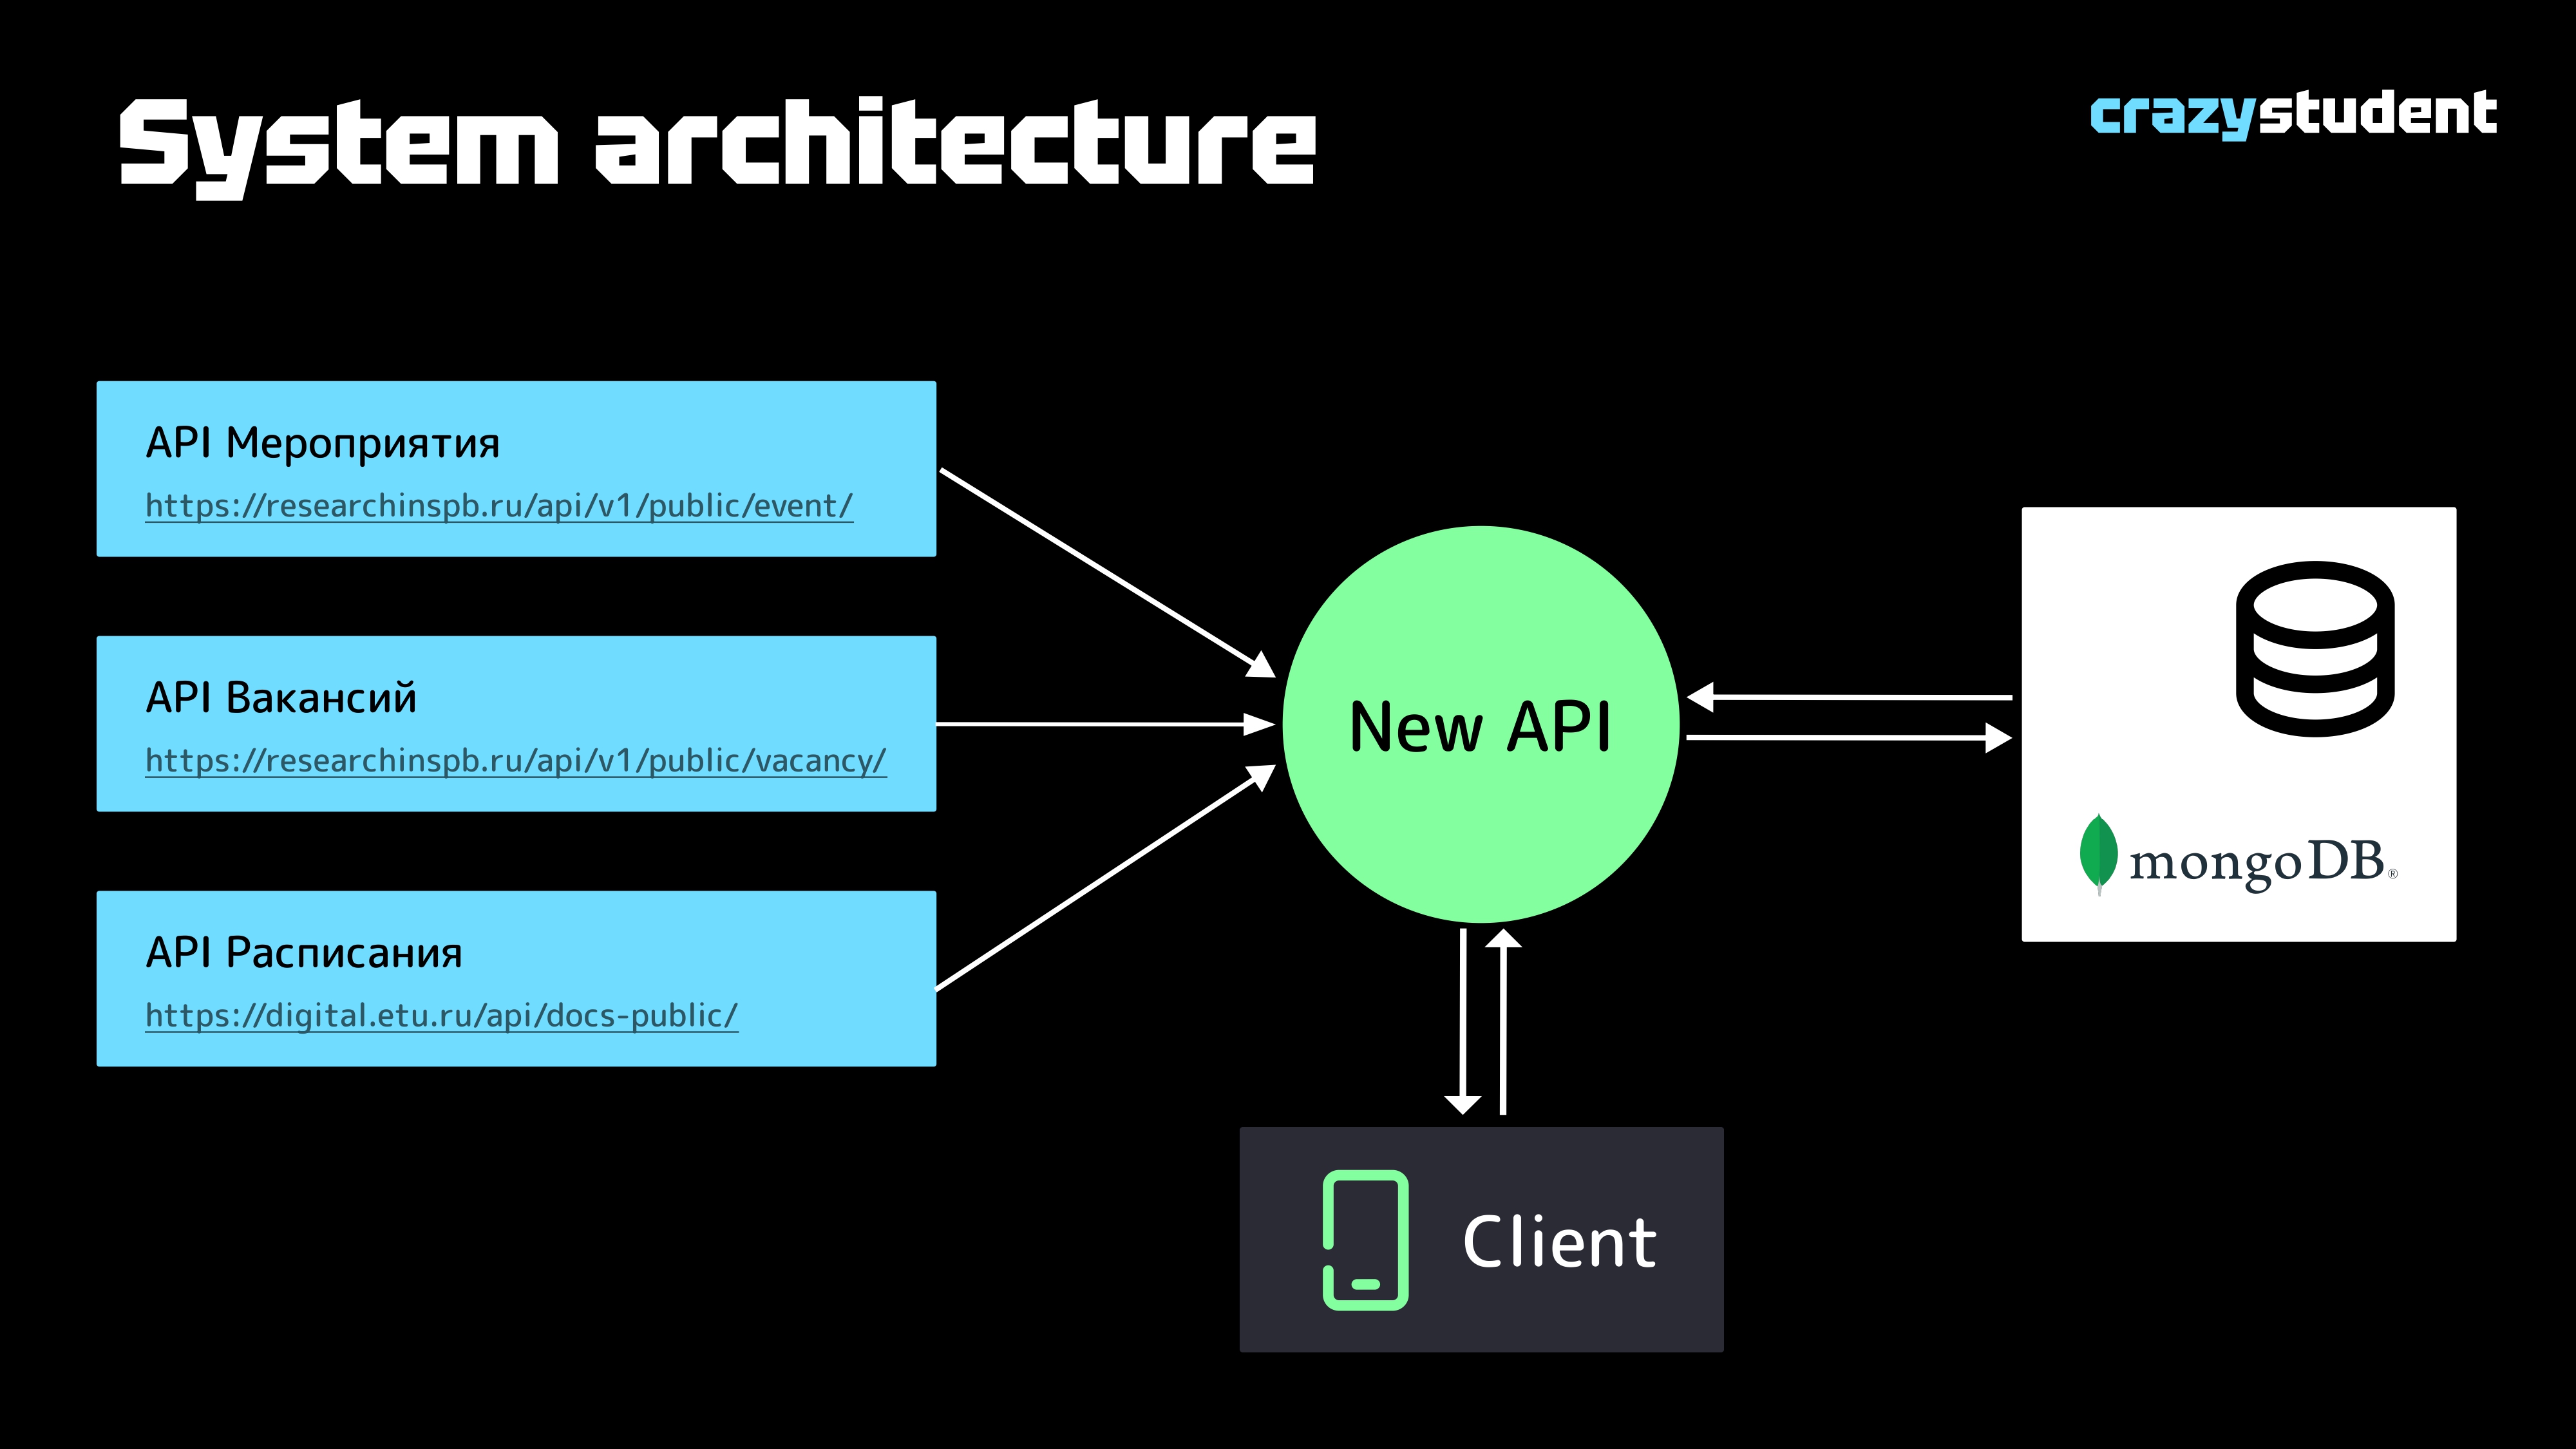 System architecture
crazystudent
API Мероприятия
https://researchinspb.ru/api/v1/public/event/
API Вакансий
https://researchinspb.ru/api/v1/public/vacancy/
API Расписания
https://digital.etu.ru/api/docs-public/
New API
mongoDB®
Client